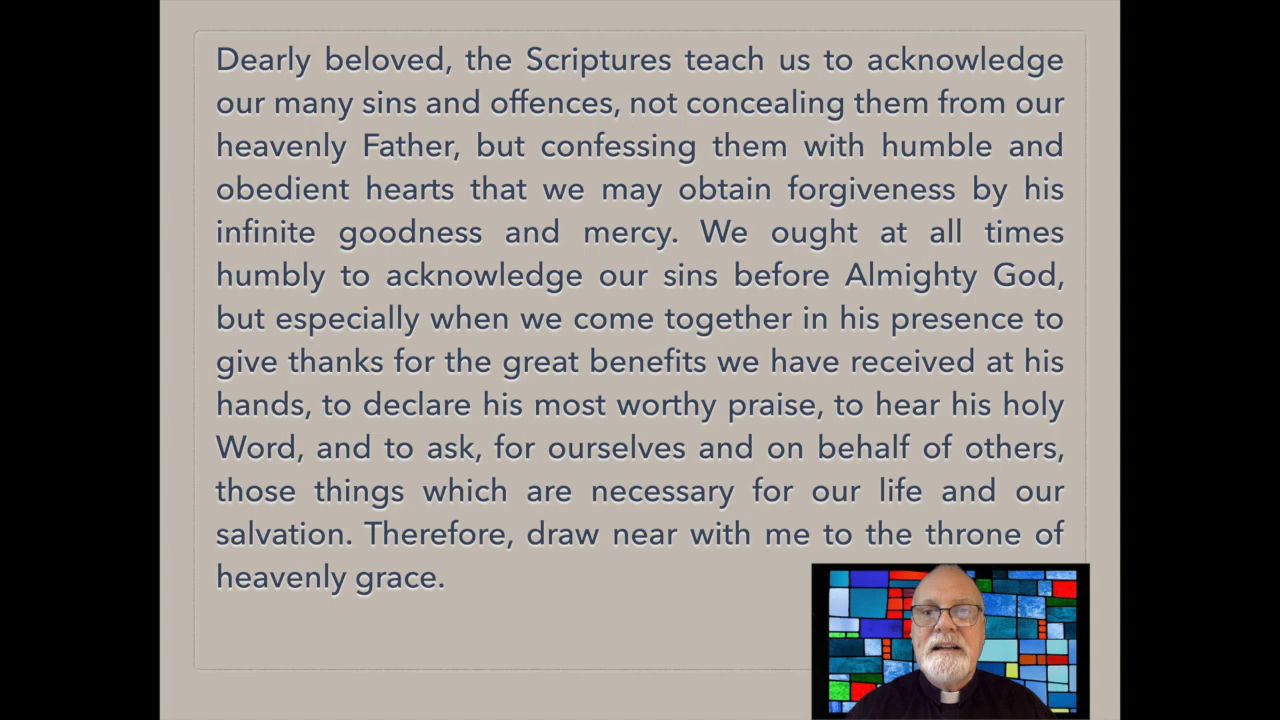 Dearly beloved, the Scriptures teach us to acknowledge
our many sins and offences, not concealing them from our
heavenly Father, but confessing them with humble and
obedient hearts that we may obtain forgiveness by his
infinite goodness and mercy. We ought at all times
humbly to acknowledge our sins before Almighty God,
but especially when we come together in his presence to
give thanks for the great benefits we have received at his
hands, to declare his most worthy praise, to hear his holy
Word, and to ask, for ourselves and on behalf of others,
those things which are necessary for our life and our
salvation. Therefore, draw near with me to the throne of
heavenly grace.